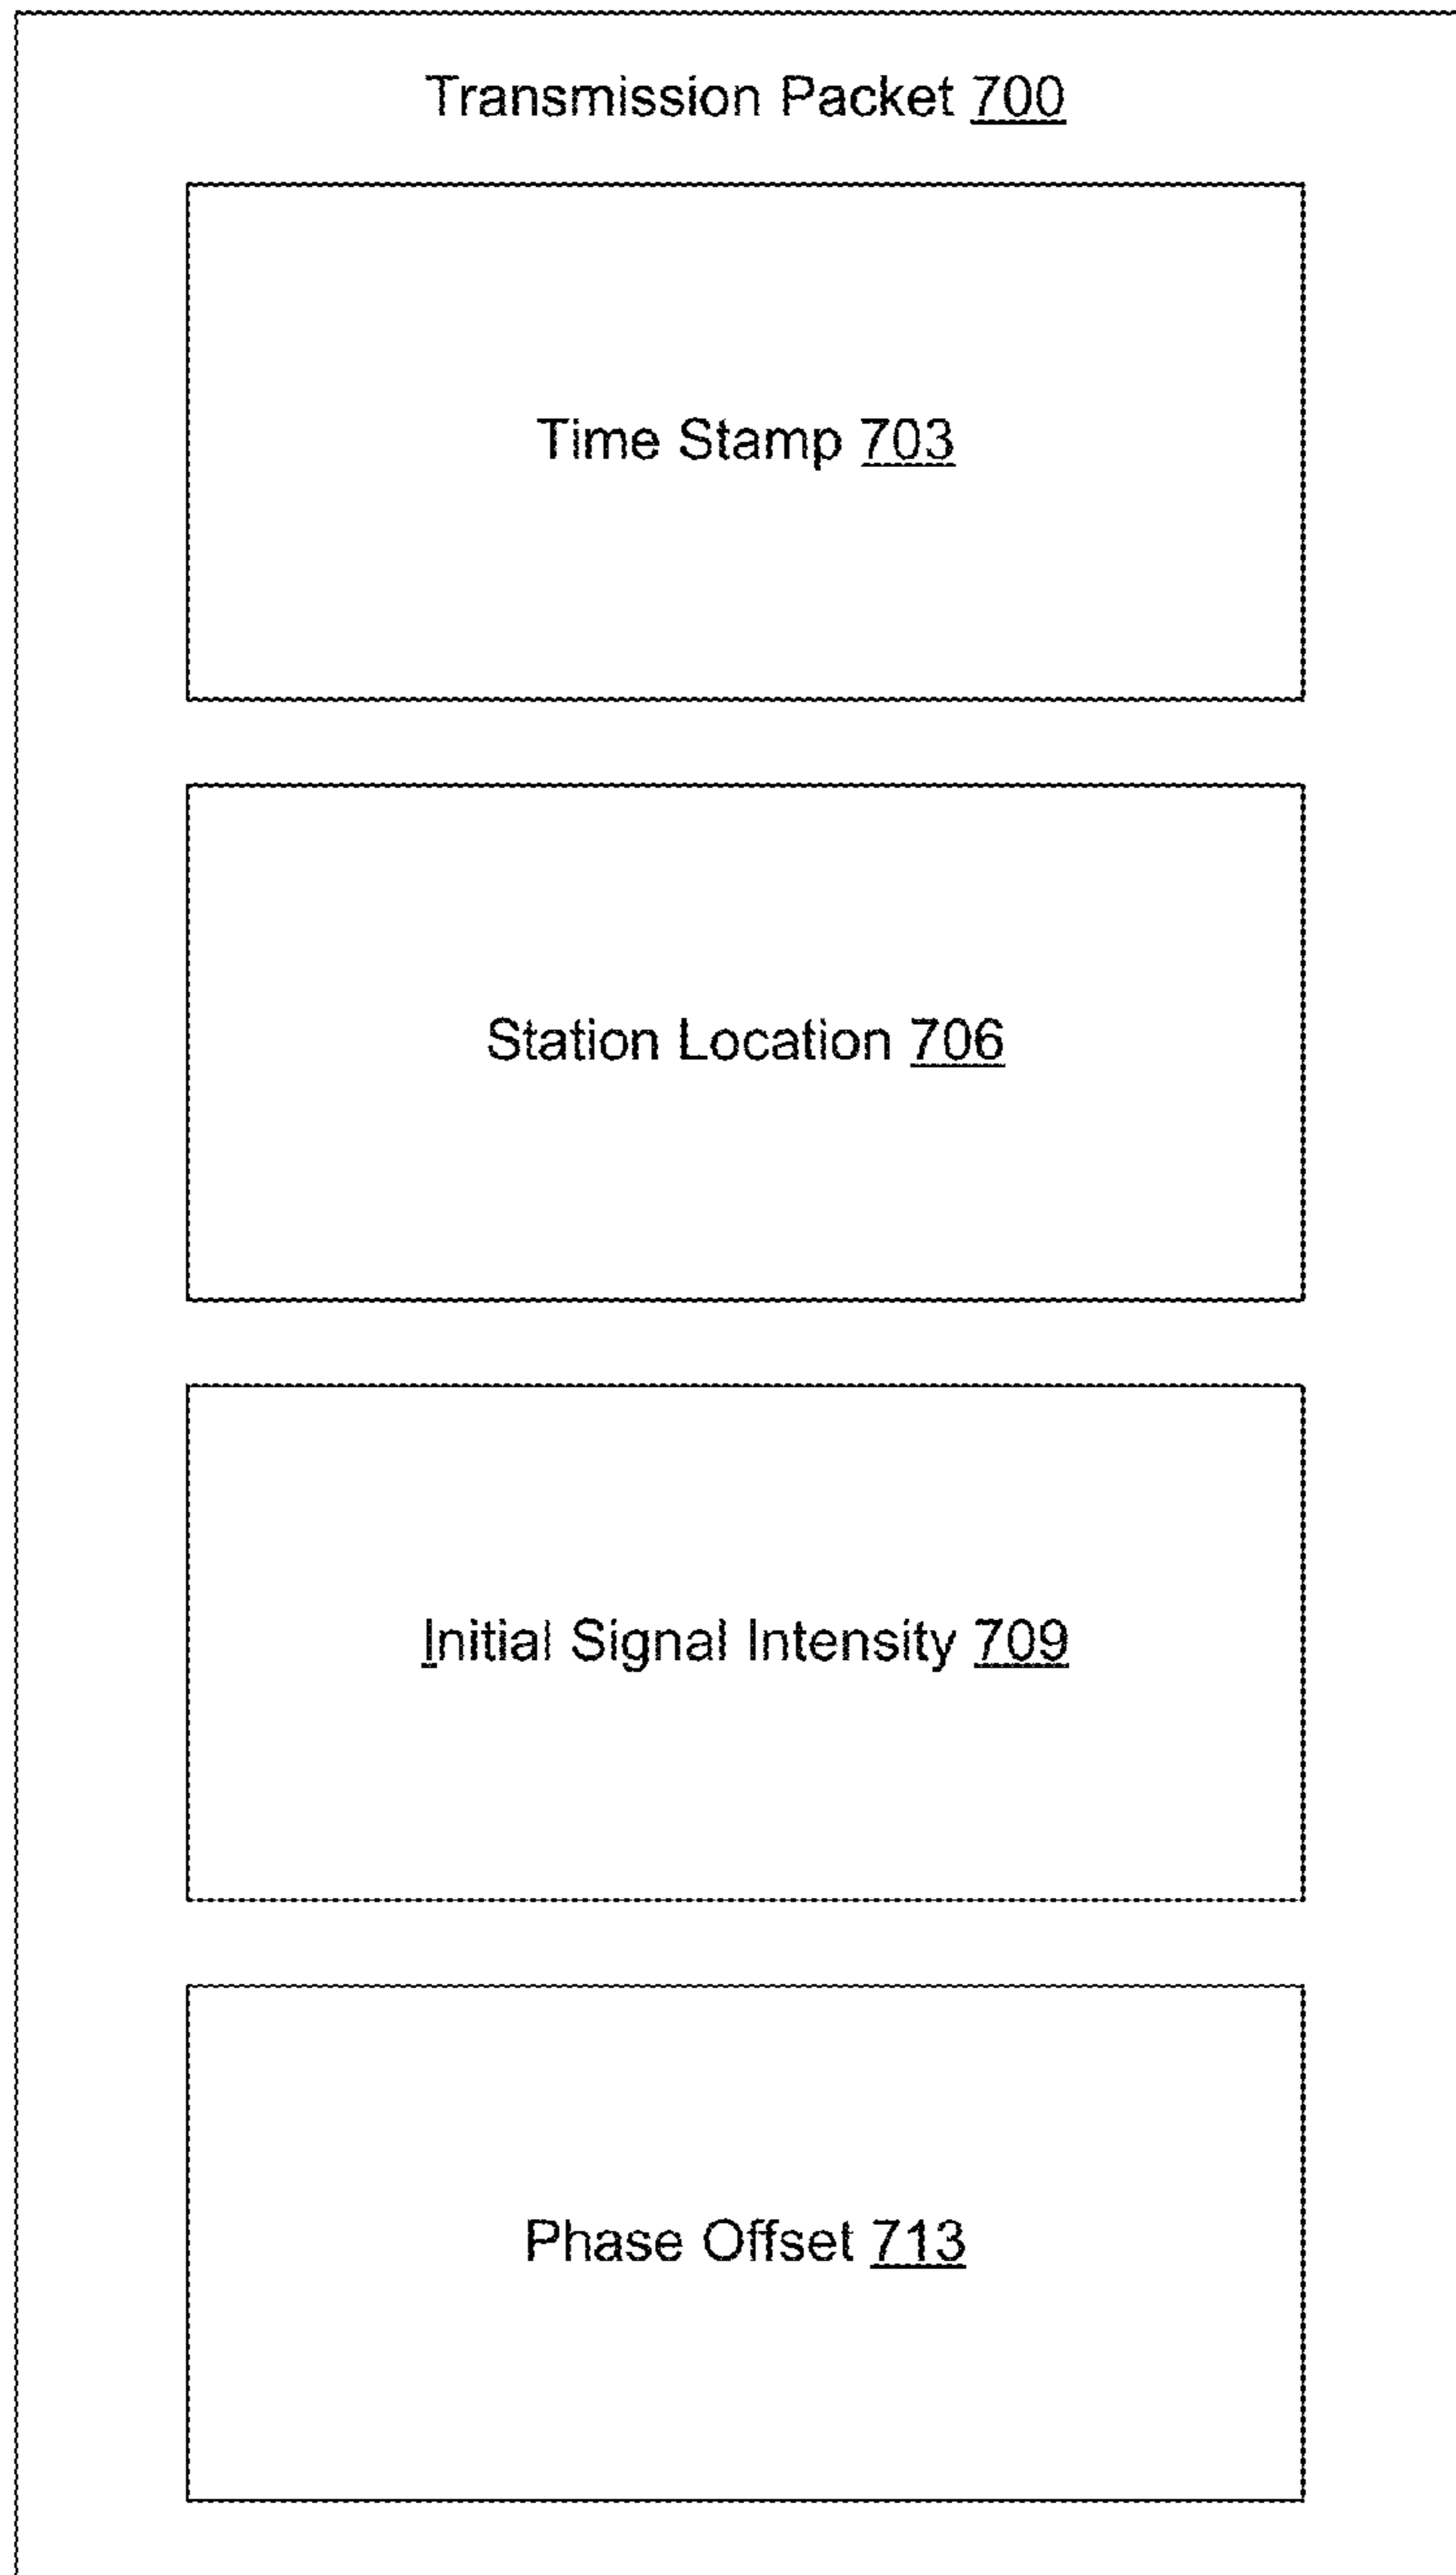 Transmission Packet 700
Time Stamp 703
Station Location 706
Initial Signal Intensity 709
Phase Offset 713